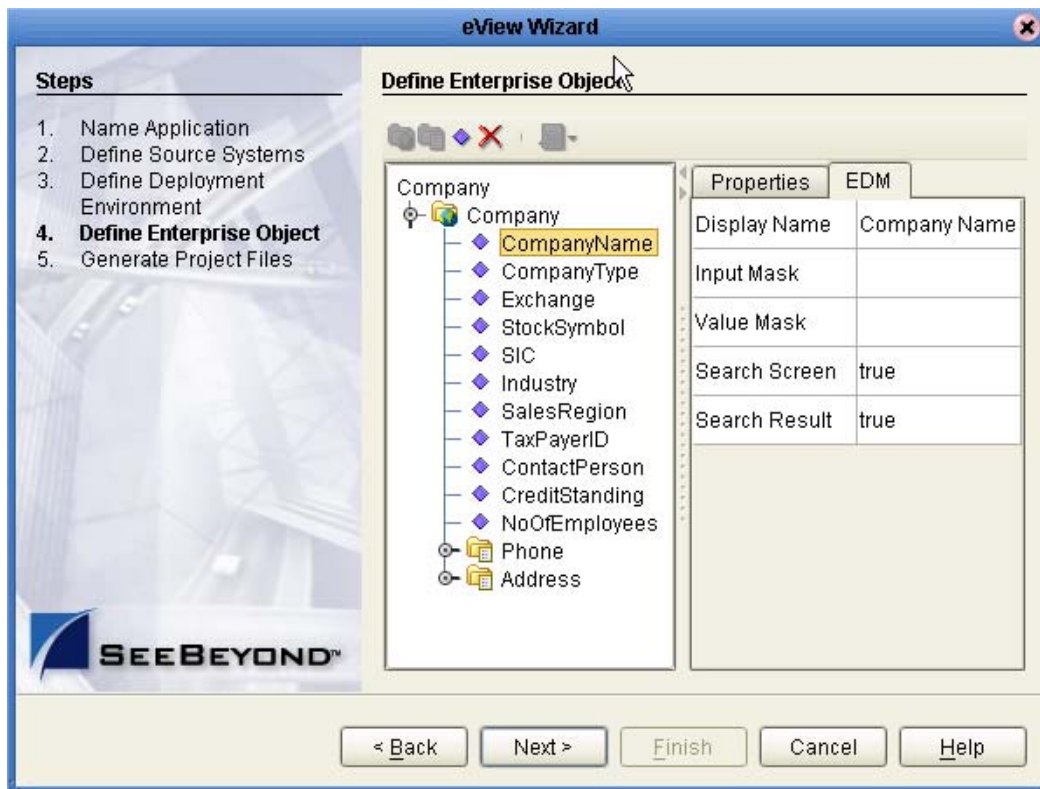 eView Wizard
Steps
1. Name Application
2. Define Source Systems
3. Define Deployment
Environment
4. Define Enterprise Object
5. Generate Project Files
SEEBEYOND™
Define Enterprise Object
Company
Company
CompanyName
CompanyType
Exchange
StockSymbol
SIC
Industry
SalesRegion
TaxPayerID
ContactPerson
CreditStanding
NoOfEmployees
Phone
Address
Properties EDM
Display Name Company Name
Input Mask
Value Mask
Search Screen true
Search Result true
< Back Next > Finish Cancel Help